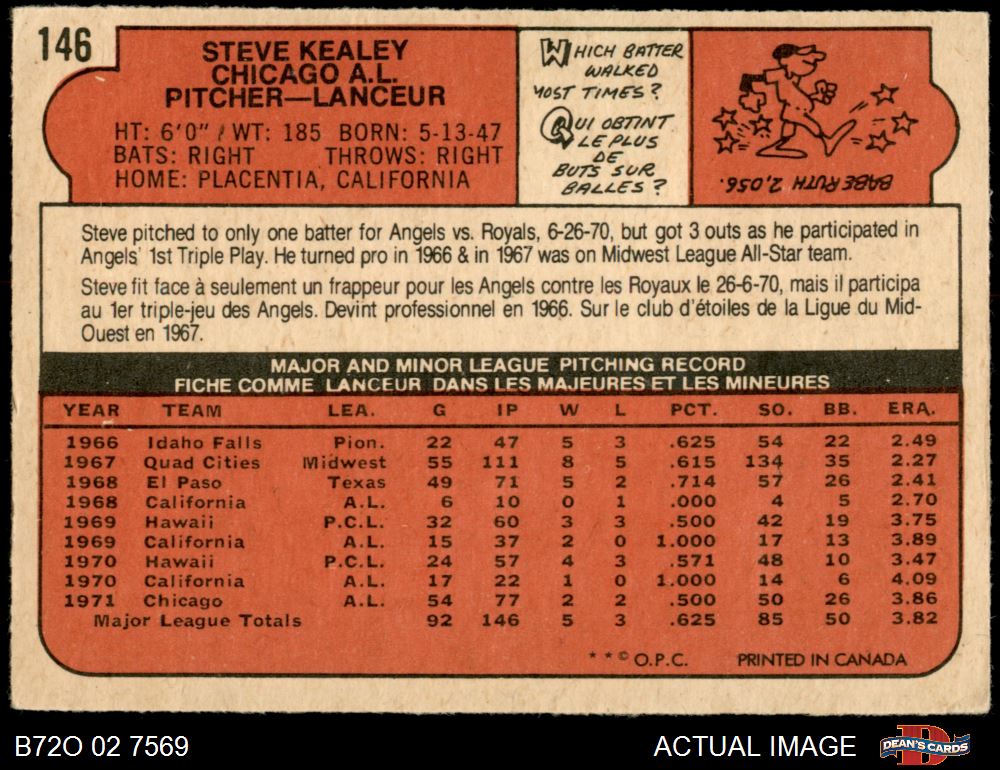 146
STEVE KEALEY
CHICAGO A.L.
PITCHER—LANCEUR
HT: 6'0" / WT: 185 BORN: 5-13-47
BATS: RIGHT THROWS: RIGHT
HOME: PLACENTIA, CALIFORNIA
WHICH BATTER
WALKED
MOST TIMES?
QUI OBTINT
LE PLUS
DE
BUTS SUR
BALLES?
BABE RUTH 2,056.
Steve pitched to only one batter for Angels vs. Royals, 6-26-70, but got 3 outs as he participated in
Angels' 1st Triple Play. He turned pro in 1966 & in 1967 was on Midwest League All-Star team.
Steve fit face à seulement un frappeur pour les Angels contre les Royaux le 26-6-70, mais il participa
au 1er triple-jeu des Angels. Devint professionnel en 1966. Sur le club d'étoiles de la Ligue du Mid-
Ouest en 1967.
MAJOR AND MINOR LEAGUE PITCHING RECORD
FICHE COMME LANCEUR DANS LES MAJEURES ET LES MINEURES
YEAR TEAM LEA. G IP W L PCT. SO. BB. ERA.
1966 Idaho Falls Pion. 22 47 5 3 .625 54 22 2.49
1967 Quad Cities Midwest 55 111 8 5 .615 134 35 2.27
1968 El Paso Texas 49 71 5 2 .714 57 26 2.41
1968 California A.L. 6 10 0 1 .000 4 5 2.70
1969 Hawaii P.C.L. 32 60 3 3 .500 42 19 3.75
1969 California A.L. 15 37 2 0 1.000 17 13 3.89
1970 Hawaii P.C.L. 24 57 4 3 .571 48 10 3.47
1970 California A.L. 17 22 1 0 1.000 14 6 4.09
1971 Chicago A.L. 54 77 2 2 .500 50 26 3.86
Major League Totals 92 146 5 3 .625 85 50 3.82
* * © O.P.C. PRINTED IN CANADA
B72O 02 7569 ACTUAL IMAGE
D
DEAN'S CARDS